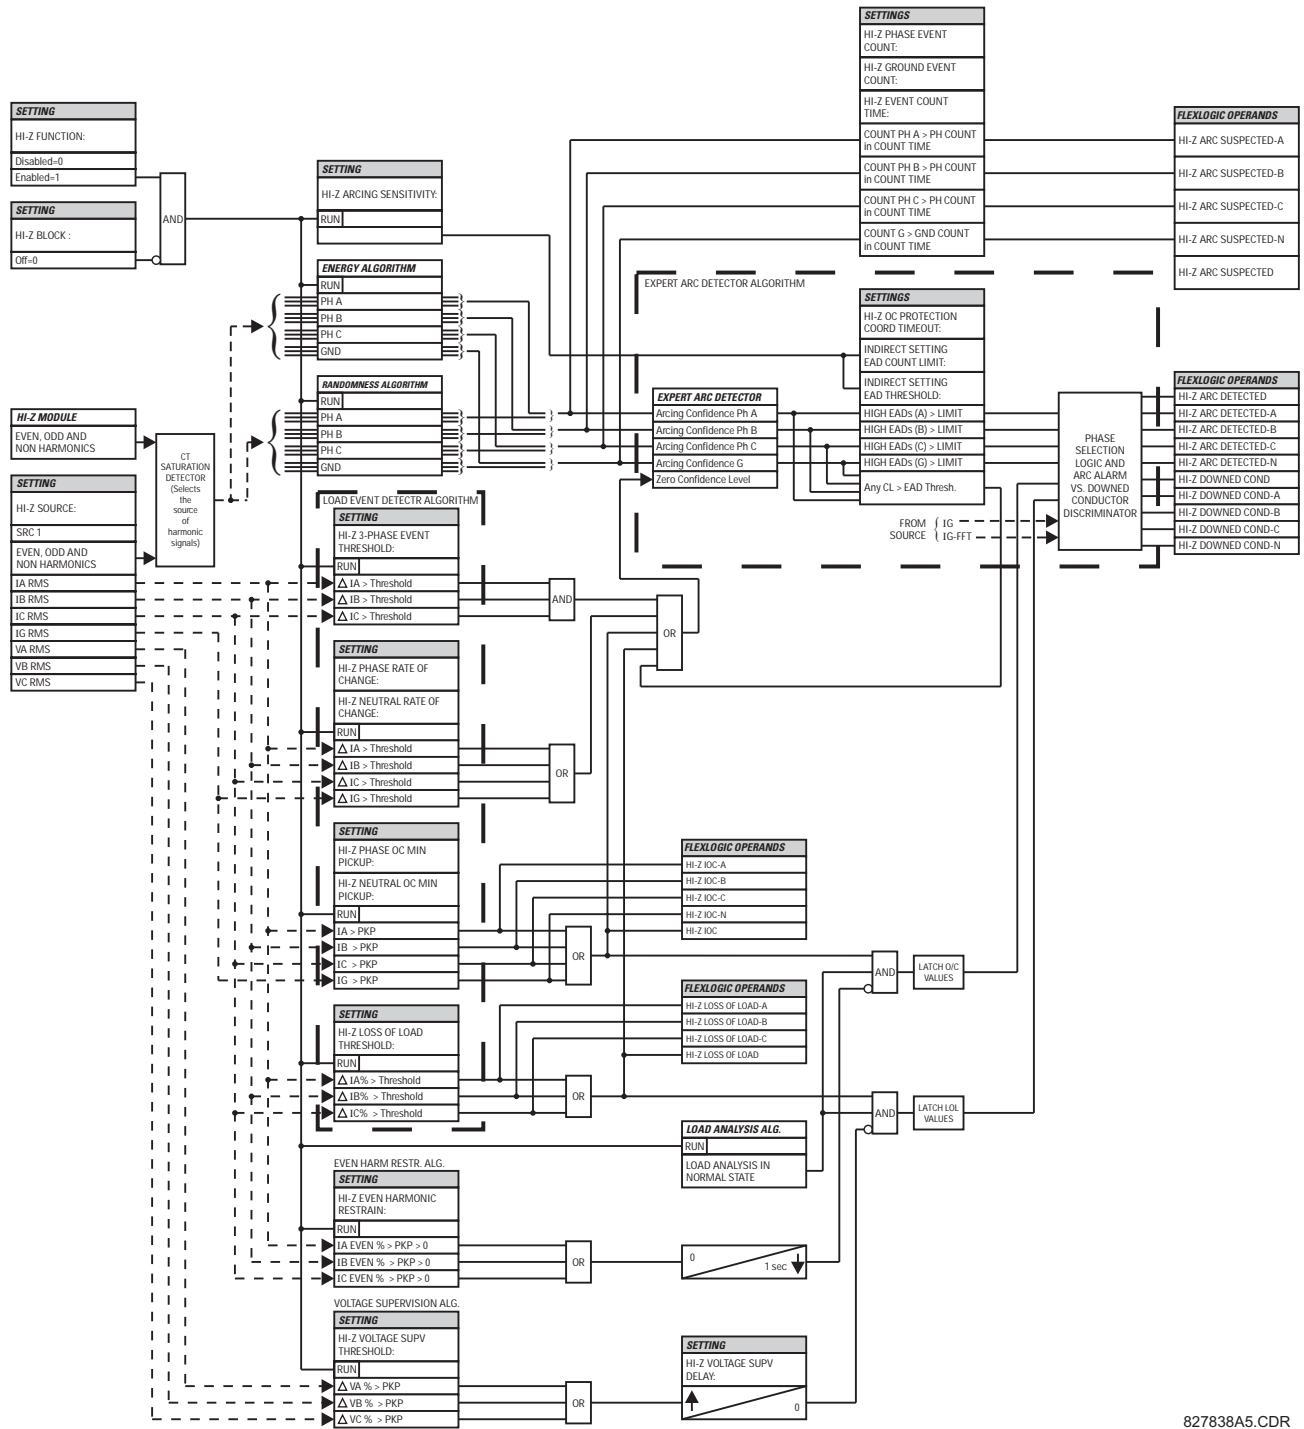 SETTING
HI-Z FUNCTION:
Disabled=0
Enabled=1
SETTING
HI-Z BLOCK :
Off=0
AND
HI-Z MODULE
EVEN, ODD AND
NON HARMONICS
SETTING
HI-Z SOURCE:
SRC 1
EVEN, ODD AND
NON HARMONICS
IA RMS
IB RMS
IC RMS
IG RMS
VA RMS
VB RMS
VC RMS
CT
SATURATION
DETECTOR
(Selects
the
source
of
harmonic
signals)
SETTING
HI-Z ARCING SENSITIVITY:
RUN
ENERGY ALGORITHM
RUN
PH A
PH B
PH C
GND
RANDOMNESS ALGORITHM
RUN
PH A
PH B
PH C
GND
LOAD EVENT DETECTR ALGORITHM
SETTING
HI-Z 3-PHASE EVENT
THRESHOLD:
RUN
△ IA > Threshold
△ IB > Threshold
△ IC > Threshold
AND
SETTING
HI-Z PHASE RATE OF
CHANGE:
HI-Z NEUTRAL RATE OF
CHANGE:
RUN
△ IA > Threshold
△ IB > Threshold
△ IC > Threshold
△ IG > Threshold
OR
OR
SETTING
HI-Z PHASE OC MIN
PICKUP:
HI-Z NEUTRAL OC MIN
PICKUP:
RUN
IA > PKP
IB > PKP
IC > PKP
IG > PKP
OR
SETTING
HI-Z LOSS OF LOAD
THRESHOLD:
RUN
△ IA% > Threshold
△ IB% > Threshold
△ IC% > Threshold
OR
EVEN HARM RESTR. ALG.
SETTING
HI-Z EVEN HARMONIC
RESTRAIN:
RUN
IA EVEN % > PKP > 0
IB EVEN % > PKP > 0
IC EVEN % > PKP > 0
OR
0
1 sec
VOLTAGE SUPERVISION ALG.
SETTING
HI-Z VOLTAGE SUPV
THRESHOLD:
RUN
△ VA % > PKP
△ VB % > PKP
△ VC % > PKP
OR
SETTING
HI-Z VOLTAGE SUPV
DELAY:
0
FLEXLOGIC OPERANDS
HI-Z IOC-A
HI-Z IOC-B
HI-Z IOC-C
HI-Z IOC-N
HI-Z IOC
FLEXLOGIC OPERANDS
HI-Z LOSS OF LOAD-A
HI-Z LOSS OF LOAD-B
HI-Z LOSS OF LOAD-C
HI-Z LOSS OF LOAD
LOAD ANALYSIS ALG.
RUN
LOAD ANALYSIS IN
NORMAL STATE
AND
LATCH O/C
VALUES
AND
LATCH LOL
VALUES
SETTINGS
HI-Z PHASE EVENT
COUNT:
HI-Z GROUND EVENT
COUNT:
HI-Z EVENT COUNT
TIME:
COUNT PH A > PH COUNT
in COUNT TIME
COUNT PH B > PH COUNT
in COUNT TIME
COUNT PH C > PH COUNT
in COUNT TIME
COUNT G > GND COUNT
in COUNT TIME
FLEXLOGIC OPERANDS
HI-Z ARC SUSPECTED-A
HI-Z ARC SUSPECTED-B
HI-Z ARC SUSPECTED-C
HI-Z ARC SUSPECTED-N
HI-Z ARC SUSPECTED
EXPERT ARC DETECTOR ALGORITHM
EXPERT ARC DETECTOR
Arcing Confidence Ph A
Arcing Confidence Ph B
Arcing Confidence Ph C
Arcing Confidence G
Zero Confidence Level
SETTINGS
HI-Z OC PROTECTION
COORD TIMEOUT:
INDIRECT SETTING
EAD COUNT LIMIT:
INDIRECT SETTING
EAD THRESHOLD:
HIGH EADs (A) > LIMIT
HIGH EADs (B) > LIMIT
HIGH EADs (C) > LIMIT
HIGH EADs (G) > LIMIT
Any CL > EAD Thresh.
FROM
SOURCE
IG
IG-FFT
PHASE
SELECTION
LOGIC AND
ARC ALARM
VS. DOWNED
CONDUCTOR
DISCRIMINATOR
FLEXLOGIC OPERANDS
HI-Z ARC DETECTED
HI-Z ARC DETECTED-A
HI-Z ARC DETECTED-B
HI-Z ARC DETECTED-C
HI-Z ARC DETECTED-N
HI-Z DOWNED COND
HI-Z DOWNED COND-A
HI-Z DOWNED COND-B
HI-Z DOWNED COND-C
HI-Z DOWNED COND-N
827838A5.CDR